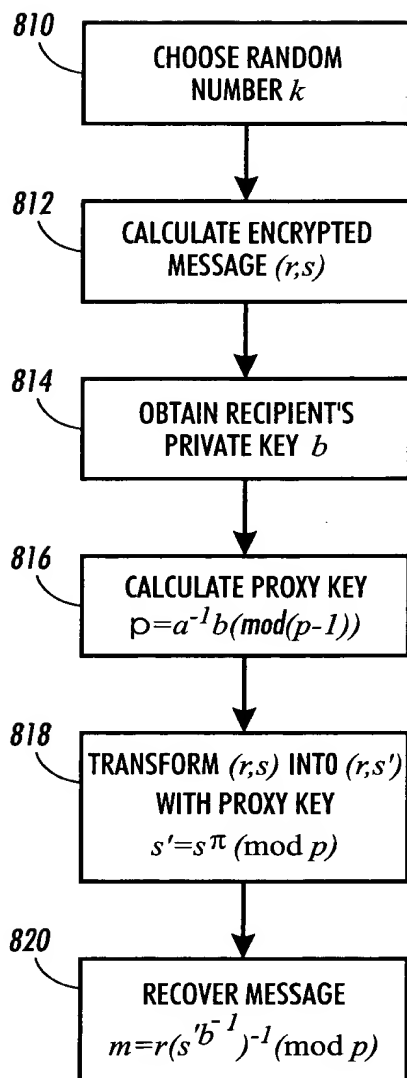 810
CHOOSE RANDOM
NUMBER k
812
CALCULATE ENCRYPTED
MESSAGE (r,s)
814
OBTAIN RECIPIENT'S
PRIVATE KEY b
816
CALCULATE PROXY KEY
p=a⁻¹b(mod(p-1))
818
TRANSFORM (r,s) INTO (r,s')
WITH PROXY KEY
s'=s^π (mod p)
820
RECOVER MESSAGE
m=r(s'^b⁻¹)⁻¹(mod p)